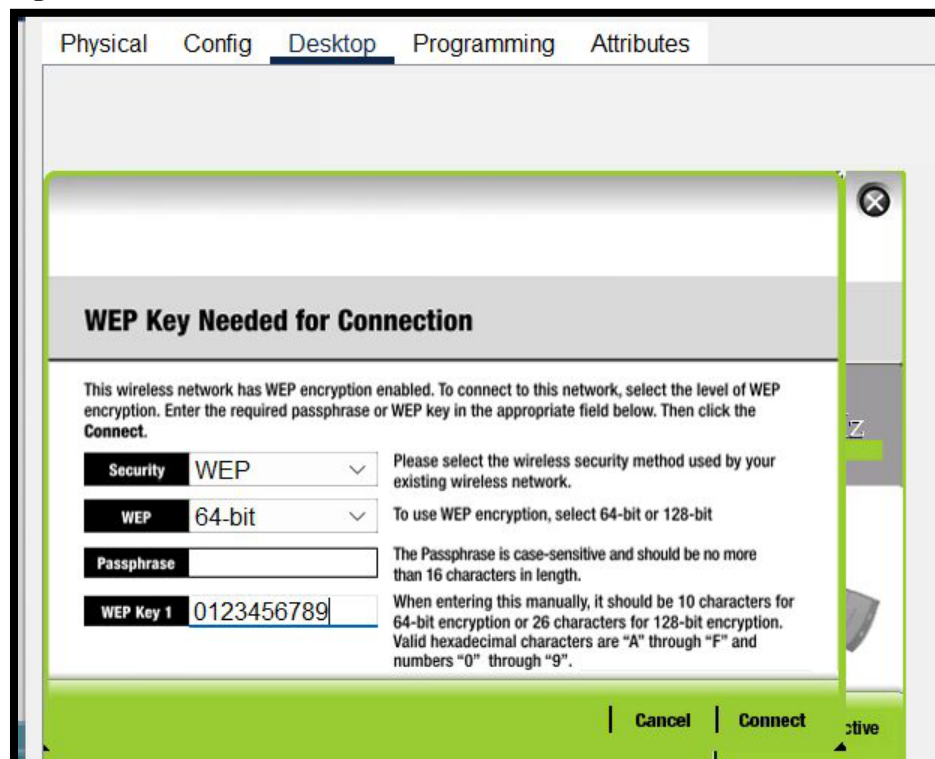 Physical Config Desktop Programming Attributes
WEP Key Needed for Connection
This wireless network has WEP encryption enabled. To connect to this network, select the level of WEP
encryption. Enter the required passphrase or WEP key in the appropriate field below. Then click the
Connect.
Security WEP Please select the wireless security method used by your
existing wireless network.
WEP 64-bit To use WEP encryption, select 64-bit or 128-bit
Passphrase The Passphrase is case-sensitive and should be no more
than 16 characters in length.
WEP Key 1 0123456789 When entering this manually, it should be 10 characters for
64-bit encryption or 26 characters for 128-bit encryption.
Valid hexadecimal characters are “A” through “F” and
numbers “0” through “9”.
Cancel Connect